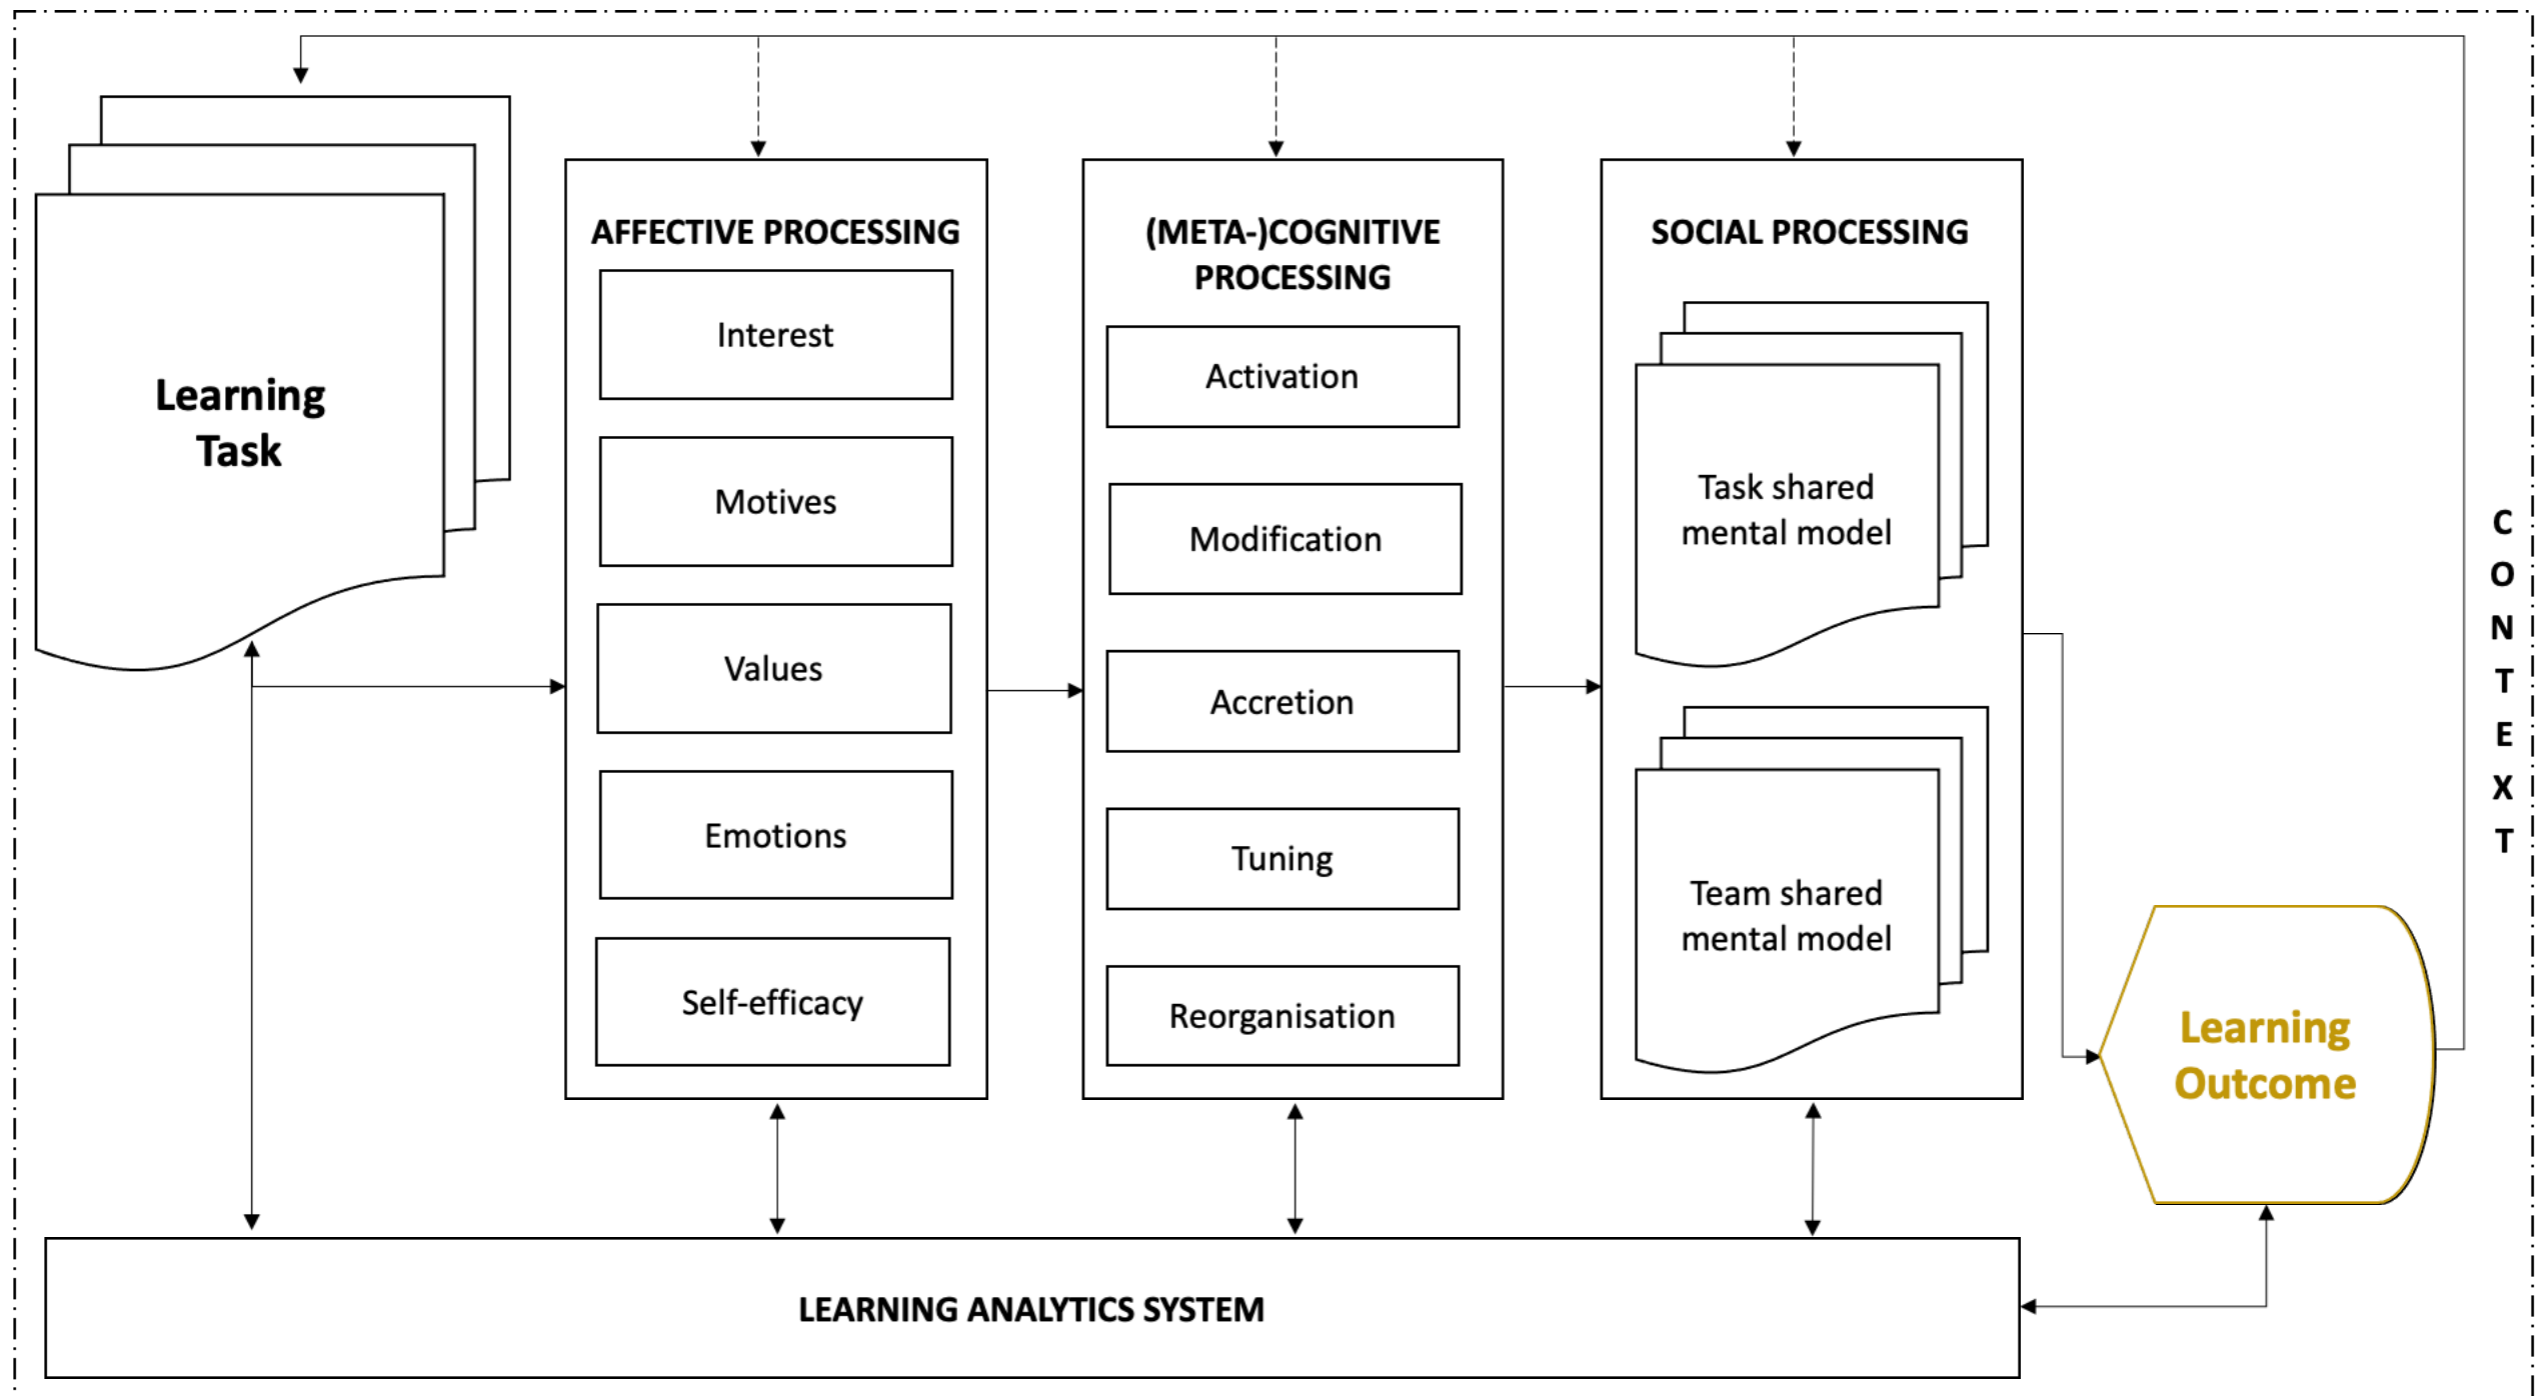 Learning
Task
AFFECTIVE PROCESSING
Interest
Motives
Values
Emotions
Self-efficacy
(META-)COGNITIVE
PROCESSING
Activation
Modification
Accretion
Tuning
Reorganisation
SOCIAL PROCESSING
Task shared
mental model
Team shared
mental model
Learning
Outcome
CONTEXT
LEARNING ANALYTICS SYSTEM